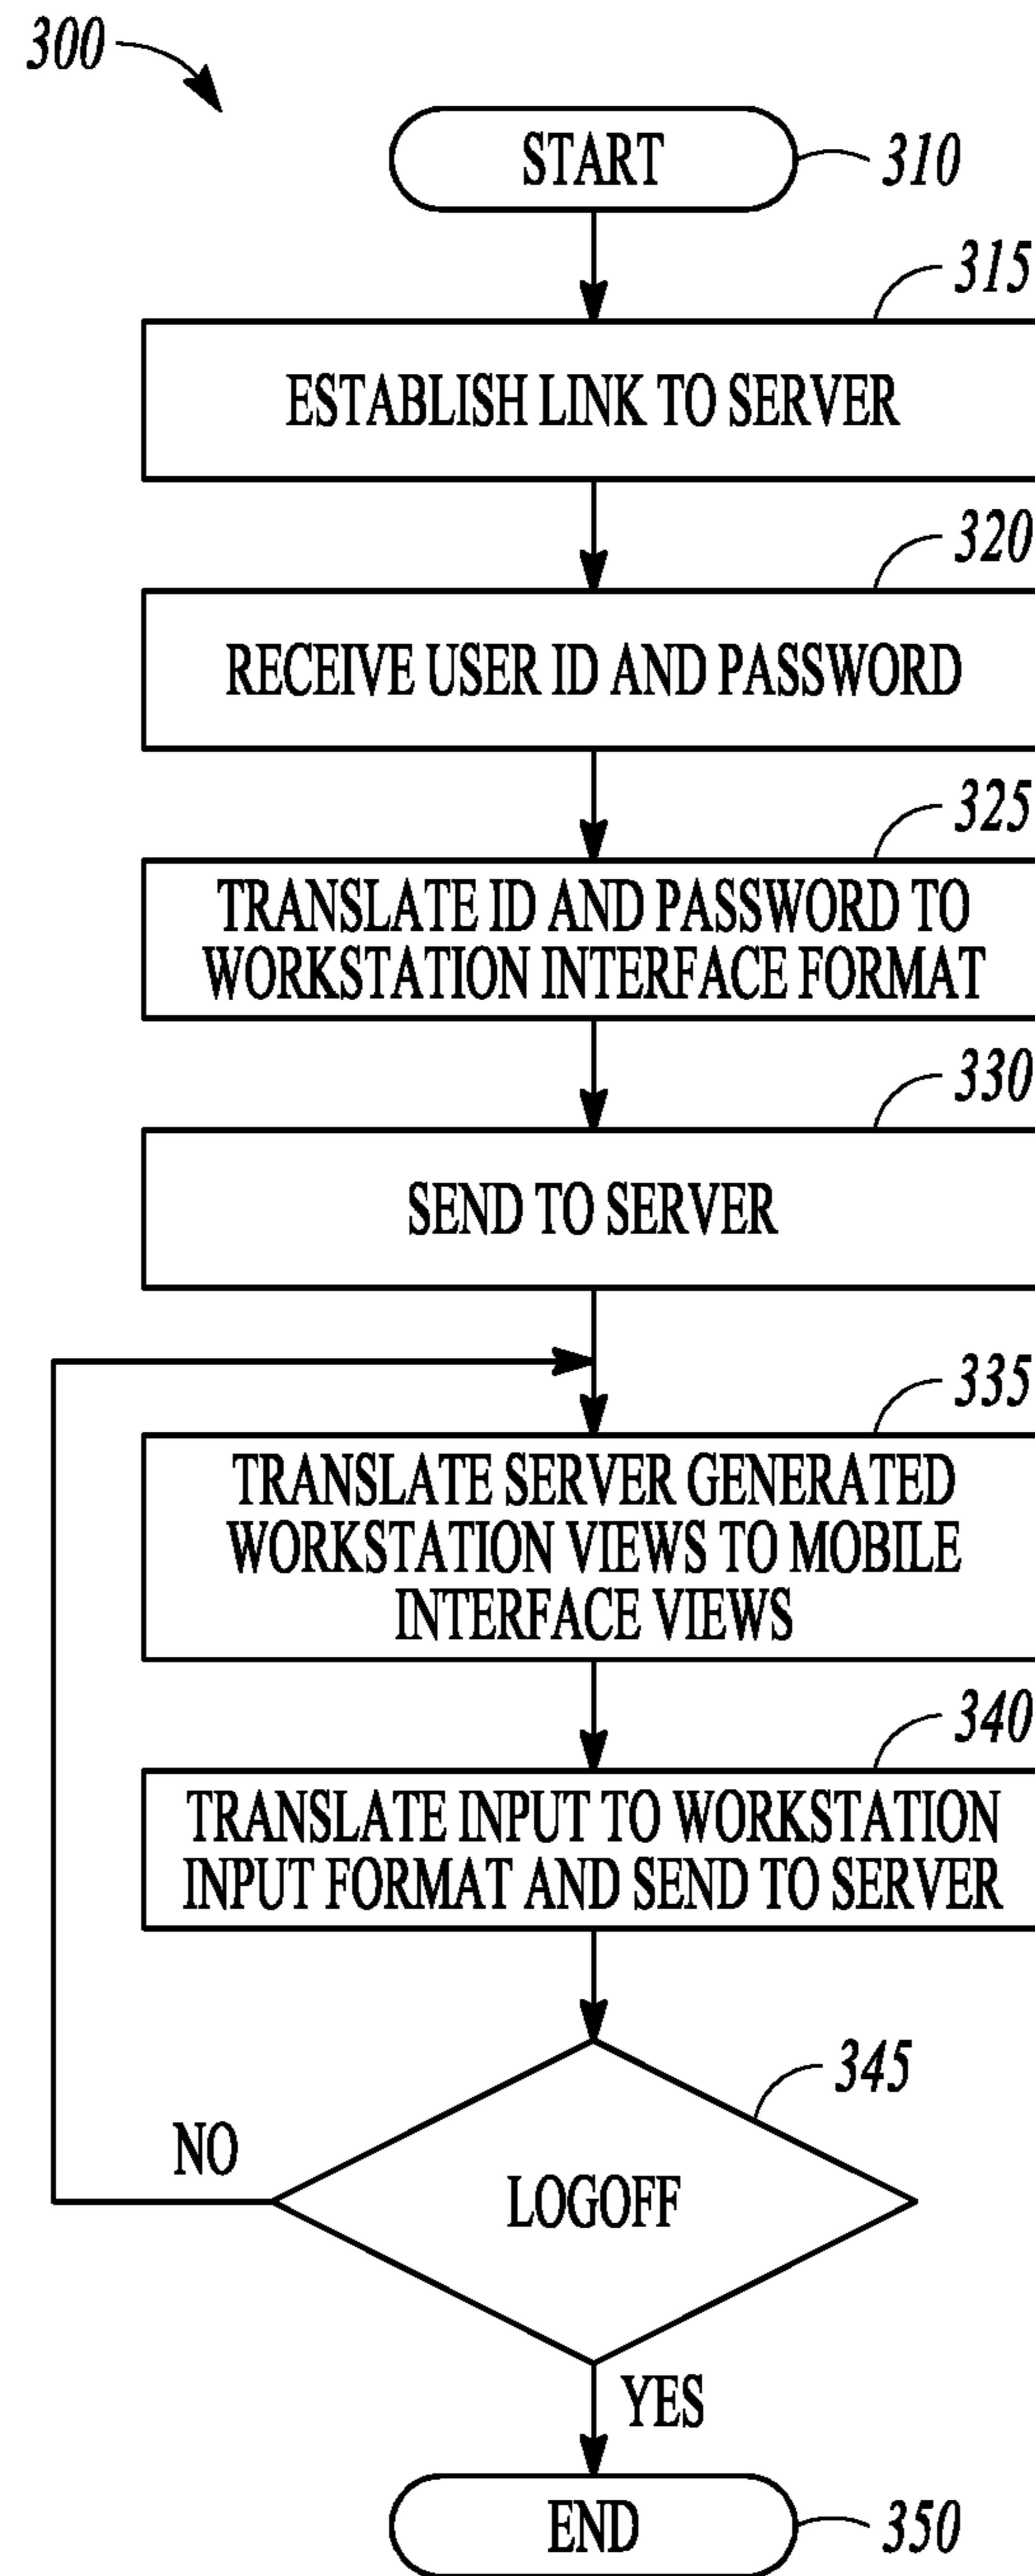 300
START
310
315
ESTABLISH LINK TO SERVER
320
RECEIVE USER ID AND PASSWORD
325
TRANSLATE ID AND PASSWORD TO
WORKSTATION INTERFACE FORMAT
330
SEND TO SERVER
335
TRANSLATE SERVER GENERATED
WORKSTATION VIEWS TO MOBILE
INTERFACE VIEWS
340
TRANSLATE INPUT TO WORKSTATION
INPUT FORMAT AND SEND TO SERVER
345
NO
LOGOFF
YES
END
350